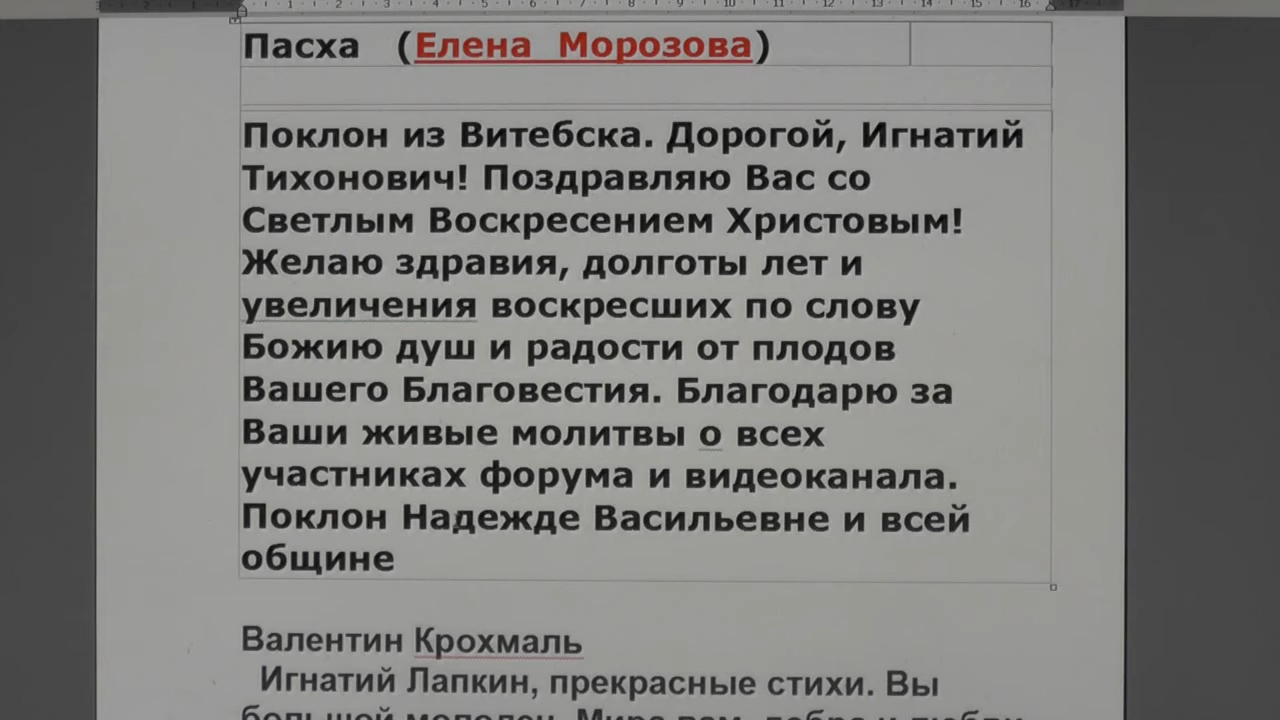 Пасха (Елена Морозова)
Поклон из Витебска. Дорогой, Игнатий
Тихонович! Поздравляю Вас со
Светлым Воскресением Христовым!
Желаю здравия, долготы лет и
увеличения воскресших по слову
Божию душ и радости от плодов
Вашего Благовестия. Благодарю за
Ваши живые молитвы о всех
участниках форума и видеоканала.
Поклон Надежде Васильевне и всей
общине
Валентин Крохмаль
Игнатий Лапкин, прекрасные стихи. Вы